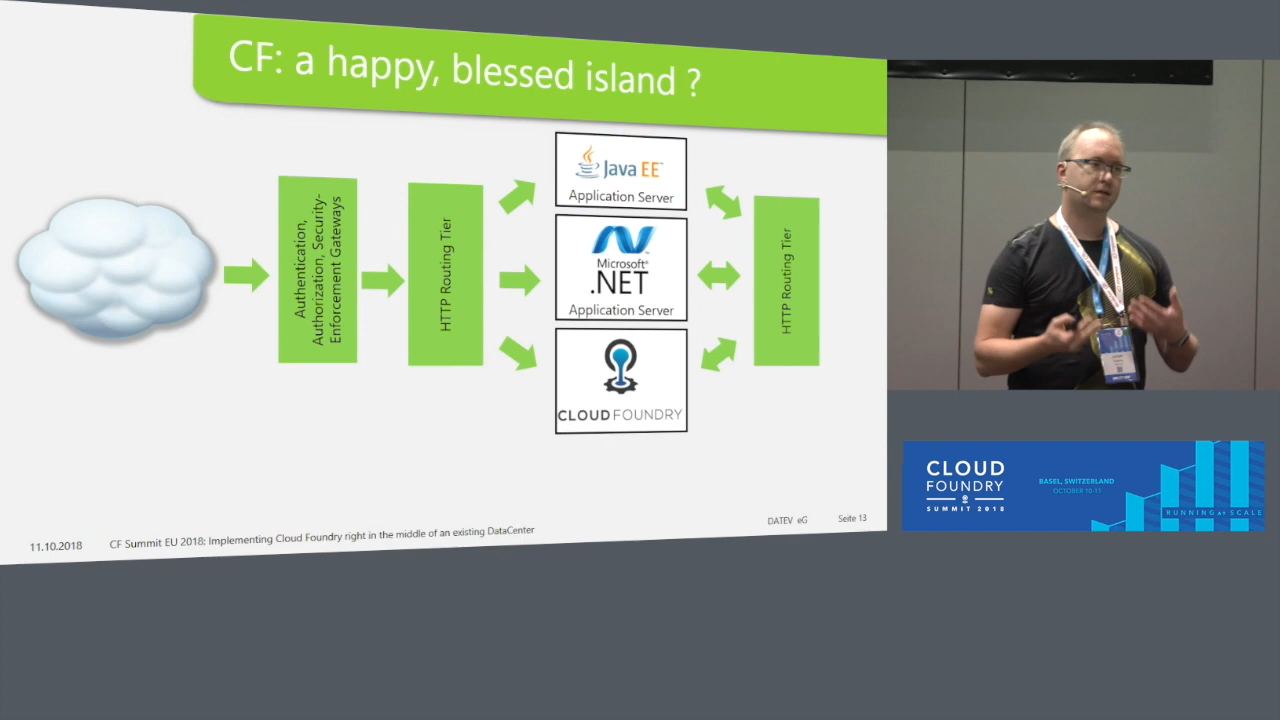 CF: a happy, blessed island ?
Authentication,
Authorization, Security-
Enforcement Gateways
HTTP Routing Tier
Java EE™
Application Server
Microsoft®
.NET
Application Server
CLOUD FOUNDRY
HTTP Routing Tier
11.10.2018
CF Summit EU 2018: Implementing Cloud Foundry right in the middle of an existing DataCenter
DATEV eG
Seite 13
CLOUD
FOUNDRY
SUMMIT 2018
BASEL, SWITZERLAND
OCTOBER 10-11
RUNNING AT SCALE